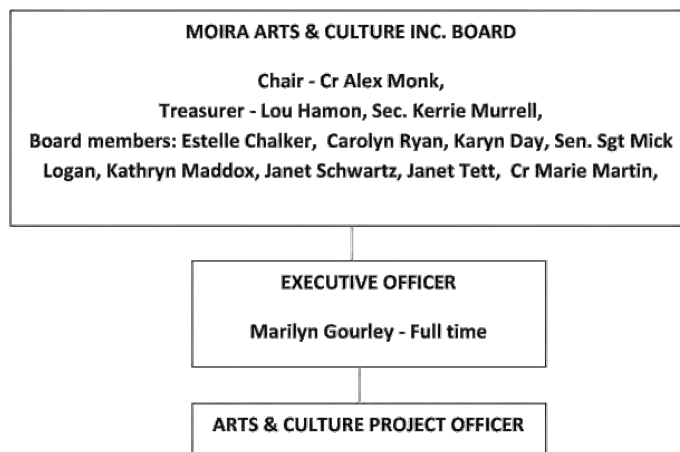 MOIRA ARTS & CULTURE INC. BOARD
Chair - Cr Alex Monk,
Treasurer - Lou Hamon, Sec. Kerrie Murrell,
Board members: Estelle Chalker, Carolyn Ryan, Karyn Day, Sen. Sgt Mick
Logan, Kathryn Maddox, Janet Schwartz, Janet Tett, Cr Marie Martin,
EXECUTIVE OFFICER
Marilyn Gourley - Full time
ARTS & CULTURE PROJECT OFFICER